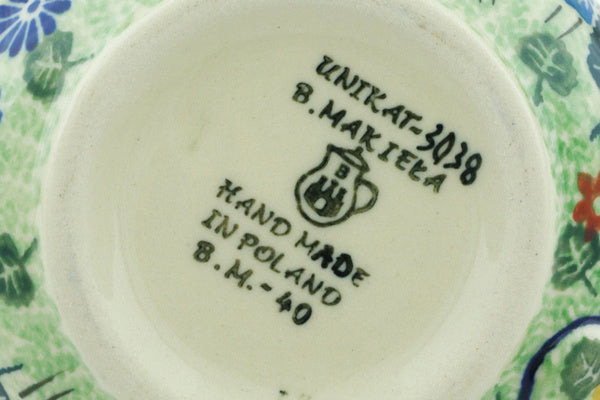 UNIKAT-3038
B. MAKIEŁA
B
HAND MADE
IN POLAND
B.M.-40